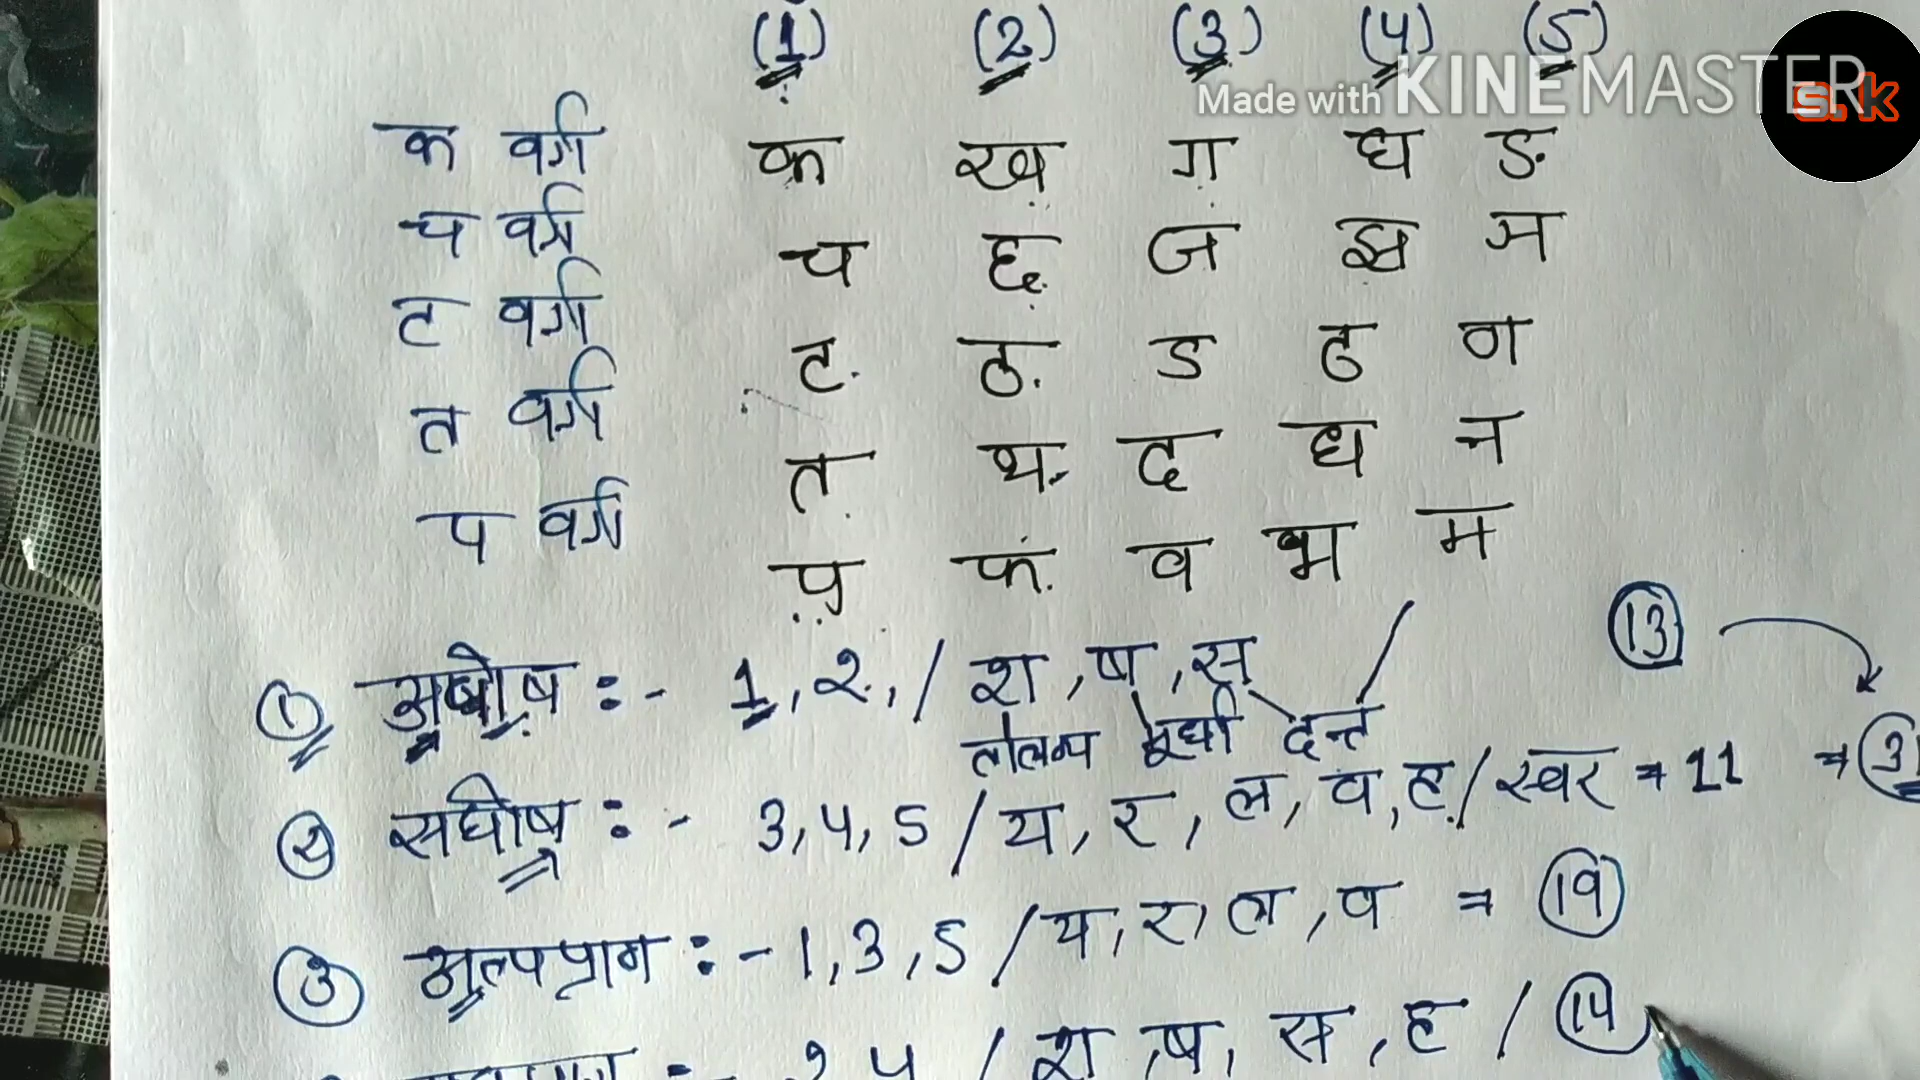 (1) (2) (3) (4) (5)
Made with KINEMASTER
s.k
क वर्ग क ख ग घ ङ
च वर्ग च छ ज झ ञ
ट वर्ग ट ठ ड ढ ण
त वर्ग त थ द ध न
प वर्ग प फ व भ म
13
① अघोष :- 1, २, / श, ष, स /
तालव्य मूर्धा दन्त
② सघोष :- 3, 4, 5 / य, र, ल, व, ह / स्वर = 11 = 31
③ अल्पप्राण :- 1, 3, 5 / य, र, ल, व = 19
:- 2, 4 / श, ष, स, ह / 14